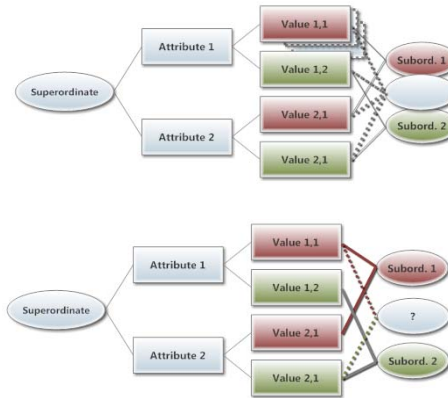 Value 1,1
Attribute 1
Subord. 1
Value 1,2
Superordinate
Value 2,1
Subord. 2
Attribute 2
Value 2,1
Value 1,1
Attribute 1
Subord. 1
Value 1,2
Superordinate
?
Value 2,1
Attribute 2
Subord. 2
Value 2,1